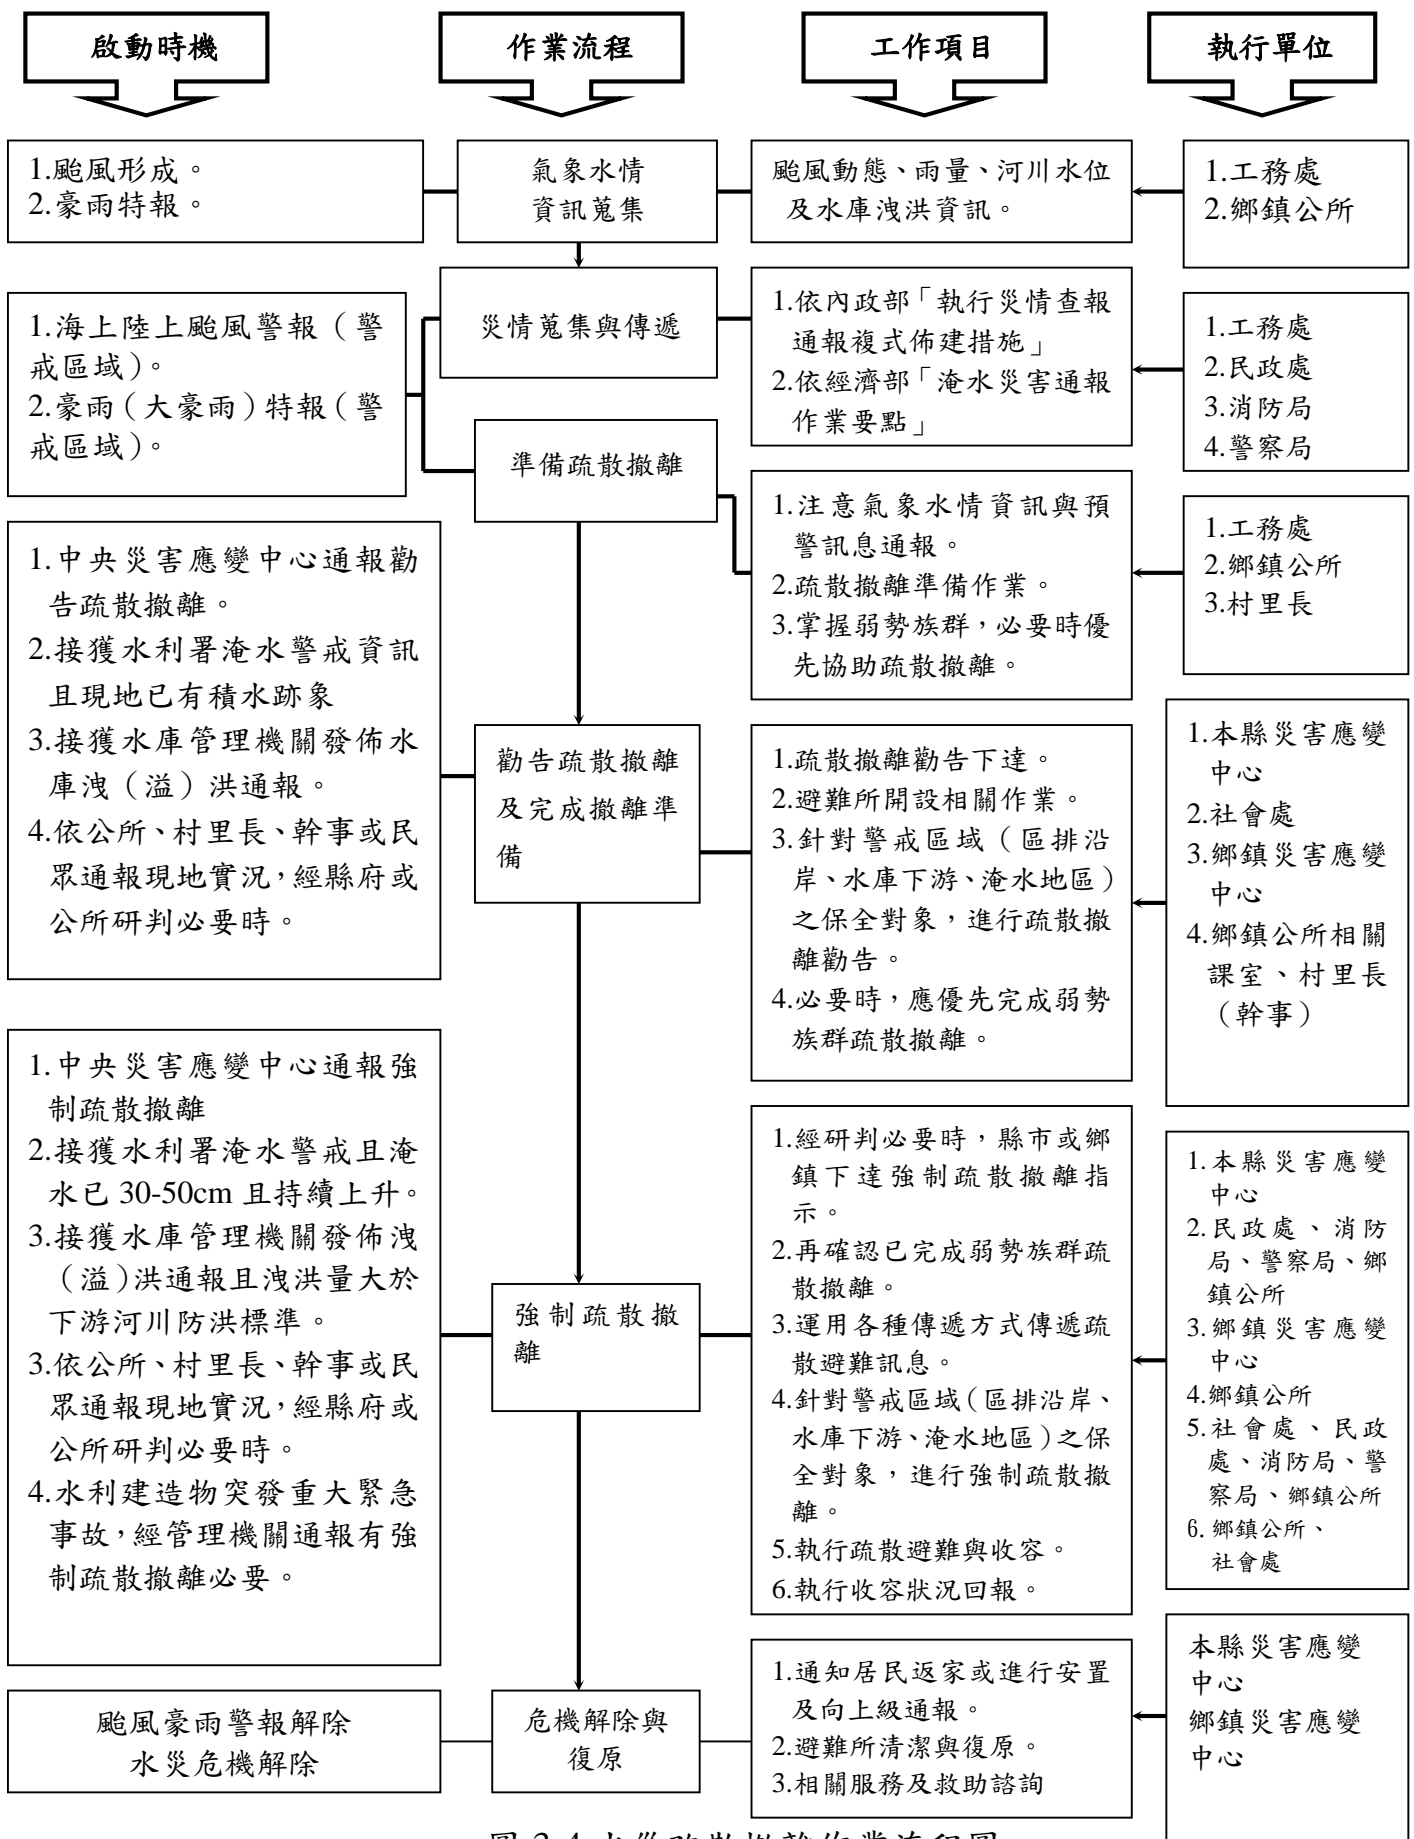 啟動時機
作業流程
工作項目
執行單位
1.颱風形成。
2.豪雨特報。
氣象水情
資訊蒐集
颱風動態、雨量、河川水位
及水庫洩洪資訊。
1.工務處
2.鄉鎮公所
1.海上陸上颱風警報（警
戒區域）。
2.豪雨（大豪雨）特報（警
戒區域）。
災情蒐集與傳遞
1.依內政部「執行災情查報
通報複式佈建措施」
2.依經濟部「淹水災害通報
作業要點」
1.工務處
2.民政處
3.消防局
4.警察局
準備疏散撤離
1.注意氣象水情資訊與預
警訊息通報。
2.疏散撤離準備作業。
3.掌握弱勢族群，必要時優
先協助疏散撤離。
1.工務處
2.鄉鎮公所
3.村里長
1.中央災害應變中心通報勸
告疏散撤離。
2.接獲水利署淹水警戒資訊
且現地已有積水跡象
3.接獲水庫管理機關發佈水
庫洩（溢）洪通報。
4.依公所、村里長、幹事或民
眾通報現地實況，經縣府或
公所研判必要時。
勸告疏散撤離
及完成撤離準
備
1.疏散撤離勸告下達。
2.避難所開設相關作業。
3.針對警戒區域（區排沿
岸、水庫下游、淹水地區）
之保全對象，進行疏散撤
離勸告。
4.必要時，應優先完成弱勢
族群疏散撤離。
1.本縣災害應變
中心
2.社會處
3.鄉鎮災害應變
中心
4.鄉鎮公所相關
課室、村里長
（幹事）
1.中央災害應變中心通報強
制疏散撤離
2.接獲水利署淹水警戒且淹
水已 30-50cm 且持續上升。
3.接獲水庫管理機關發佈洩
（溢）洪通報且洩洪量大於
下游河川防洪標準。
3.依公所、村里長、幹事或民
眾通報現地實況，經縣府或
公所研判必要時。
4.水利建造物突發重大緊急
事故，經管理機關通報有強
制疏散撤離必要。
強制疏散撤
離
1.經研判必要時，縣市或鄉
鎮下達強制疏散撤離指
示。
2.再確認已完成弱勢族群疏
散撤離。
3.運用各種傳遞方式傳遞疏
散避難訊息。
4.針對警戒區域（區排沿岸、
水庫下游、淹水地區）之保
全對象，進行強制疏散撤
離。
5.執行疏散避難與收容。
6.執行收容狀況回報。
1.本縣災害應變
中心
2.民政處、消防
局、警察局、鄉
鎮公所
3.鄉鎮災害應變
中心
4.鄉鎮公所
5.社會處、民政
處、消防局、警
察局、鄉鎮公所
6.鄉鎮公所、
社會處
颱風豪雨警報解除
水災危機解除
危機解除與
復原
1.通知居民返家或進行安置
及向上級通報。
2.避難所清潔與復原。
3.相關服務及救助諮詢
本縣災害應變
中心
鄉鎮災害應變
中心
圖 3-4 水災疏散撤離作業流程圖